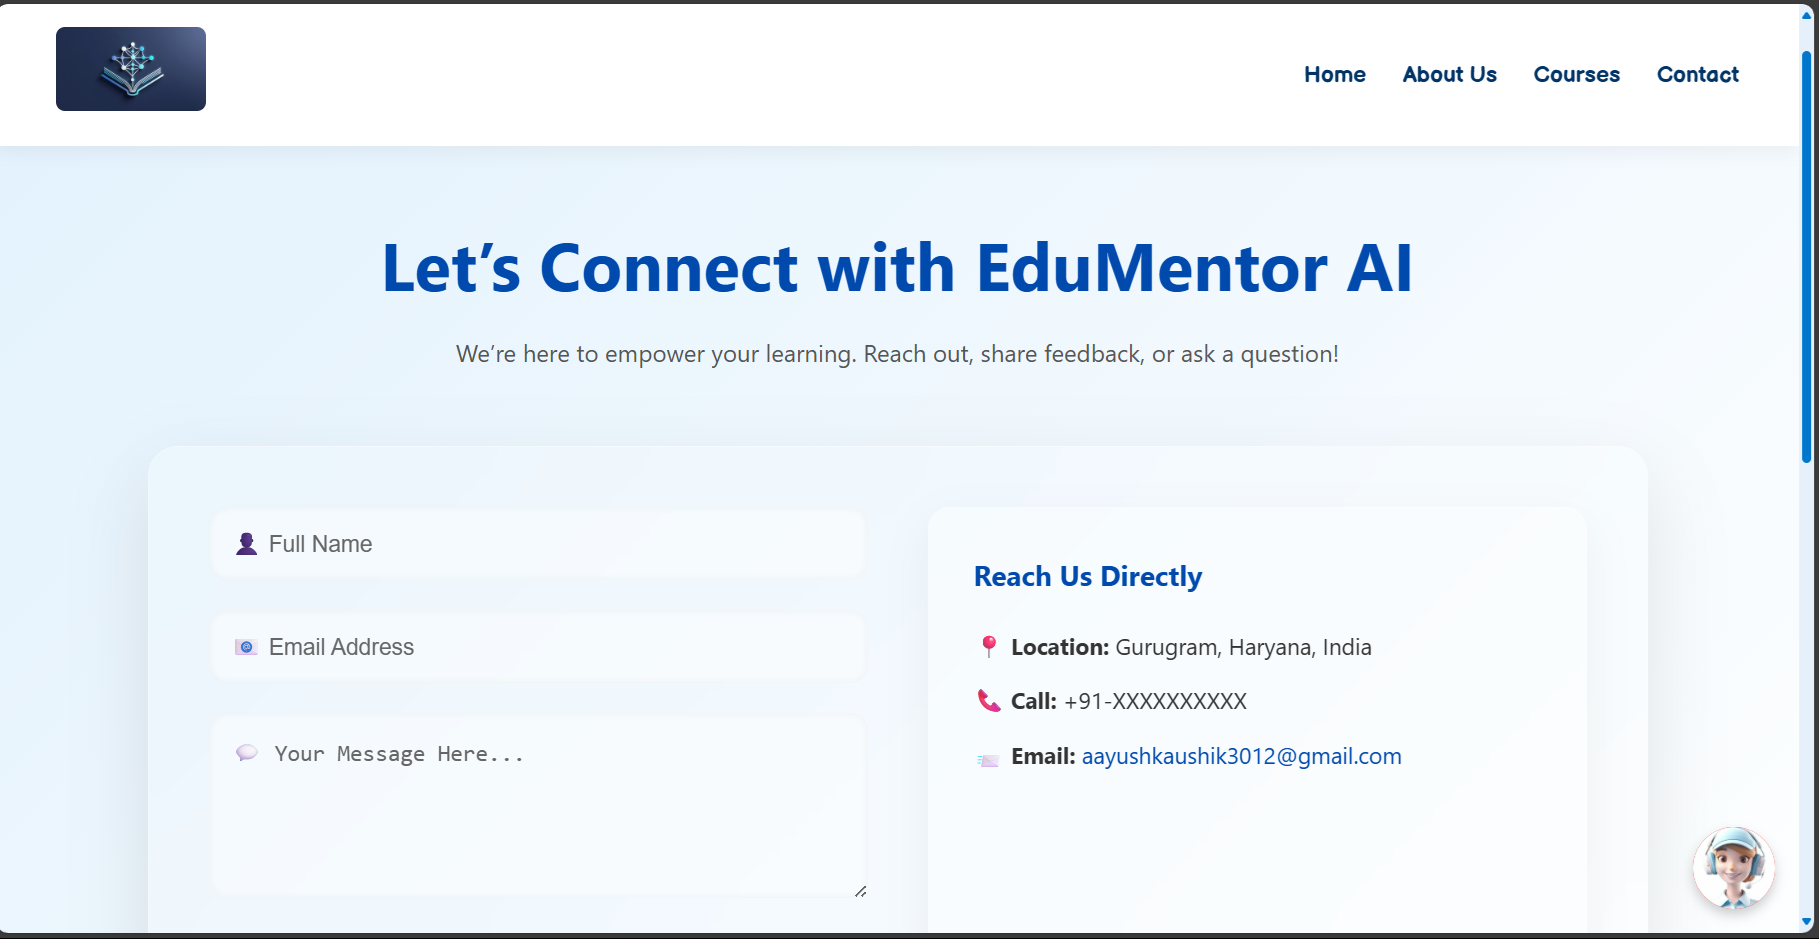 Home About Us Courses Contact
Let’s Connect with EduMentor AI
We’re here to empower your learning. Reach out, share feedback, or ask a question!
👤 Full Name
📧 Email Address
💬 Your Message Here...
Reach Us Directly
📍 Location: Gurugram, Haryana, India
📞 Call: +91-XXXXXXXXXX
📨 Email: aayushkaushik3012@gmail.com